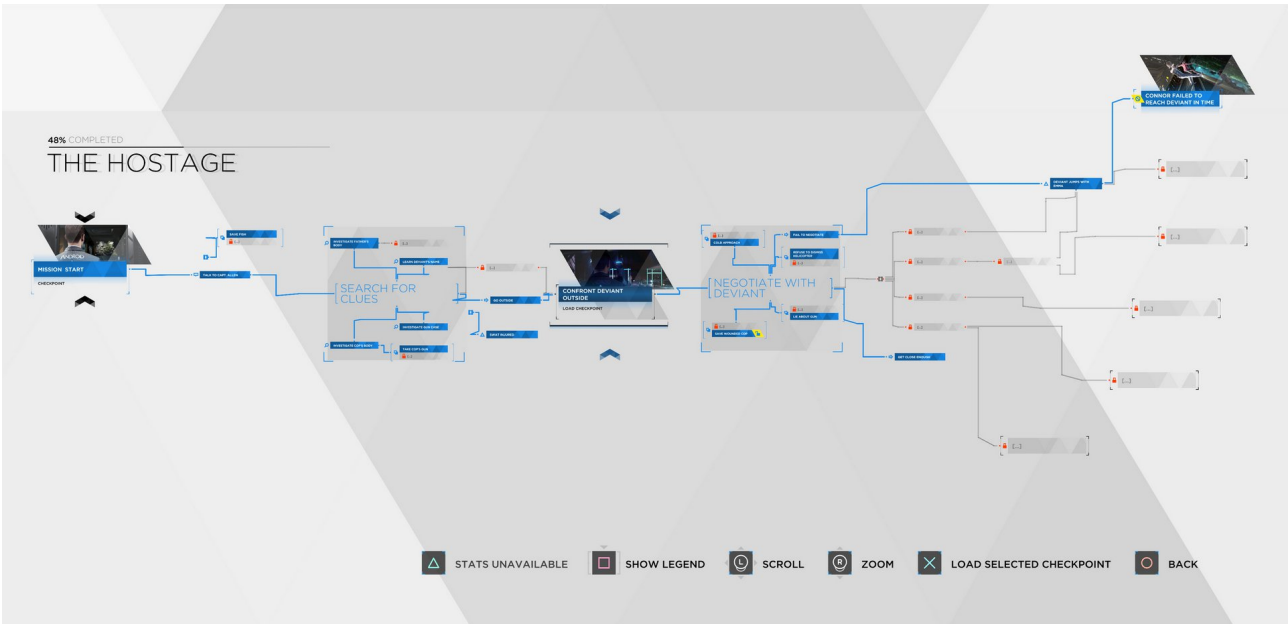 48% COMPLETED
THE HOSTAGE
ANDROID
MISSION START
CHECKPOINT
SAVE FISH
[...]
TALK TO CAPT. ALLEN
INVESTIGATE FATHER'S BODY
[...]
LEARN DEVIANT'S NAME
SEARCH FOR
CLUES
[...]
GO OUTSIDE
INVESTIGATE GUN CASE
INVESTIGATE COP'S BODY
TAKE COP'S GUN
[...]
CONFRONT DEVIANT
OUTSIDE
LOAD CHECKPOINT
[...]
COLD APPROACH
FAIL TO NEGOTIATE
REFUSE TO DISMISS
HELICOPTER
[...]
NEGOTIATE WITH
DEVIANT
[...]
SAVE WOUNDED COP
[...]
LIE ABOUT GUN
GET CLOSE ENOUGH
DEVIANT JUMPS WITH
EMMA
CONNOR FAILED TO
REACH DEVIANT IN TIME
[...]
[...]
[...]
[...]
[...]
[...]
[...]
[...]
[...]
[...]
STATS UNAVAILABLE
SHOW LEGEND
L
SCROLL
R
ZOOM
LOAD SELECTED CHECKPOINT
BACK